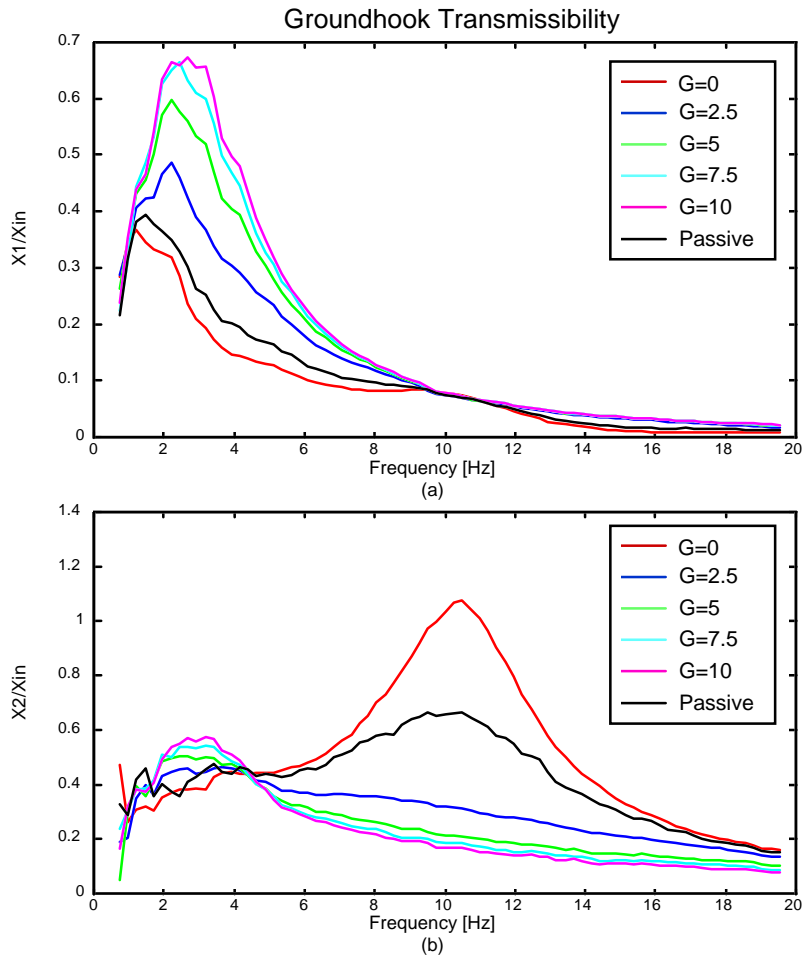 Groundhook Transmissibility
0.7
0.6
0.5
0.4
0.3
0.2
0.1
0
X1/Xin
G=0
G=2.5
G=5
G=7.5
G=10
Passive
0 2 4 6 8 10 12 14 16 18 20
Frequency [Hz]
(a)
1.4
1.2
1
0.8
0.6
0.4
0.2
0
X2/Xin
G=0
G=2.5
G=5
G=7.5
G=10
Passive
0 2 4 6 8 10 12 14 16 18 20
Frequency [Hz]
(b)